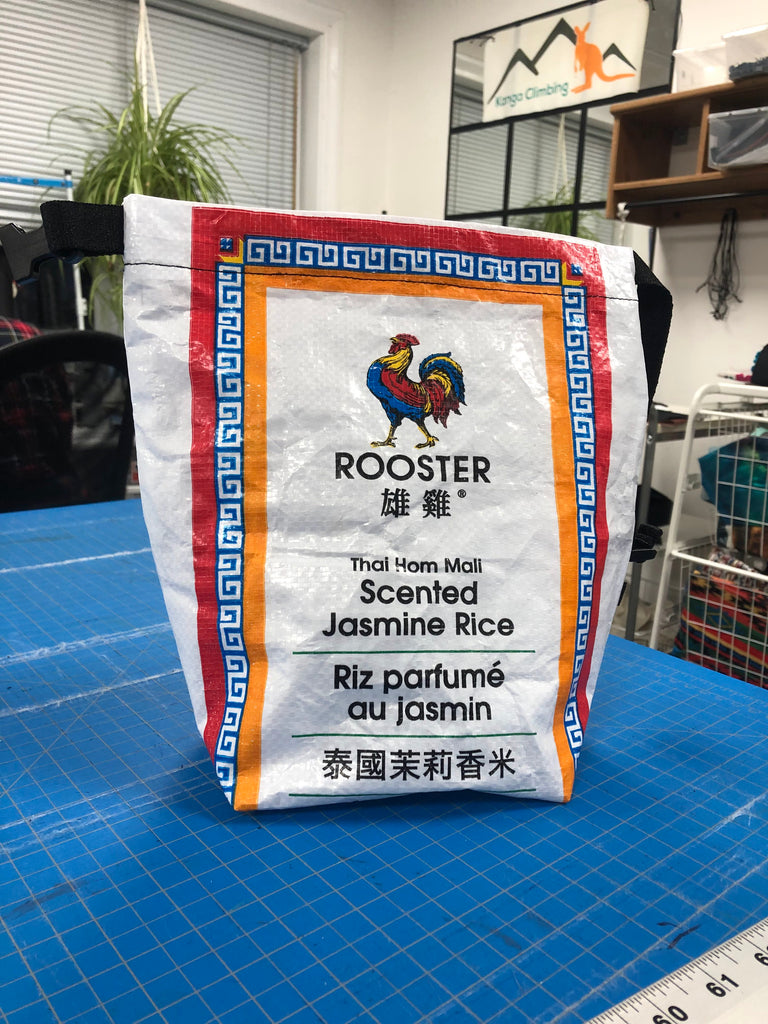 Kanga Climbing
ROOSTER
雄雞®
Thai Hom Mali
Scented
Jasmine Rice
Riz parfumé
au jasmin
泰國茉莉香米
60 61 62